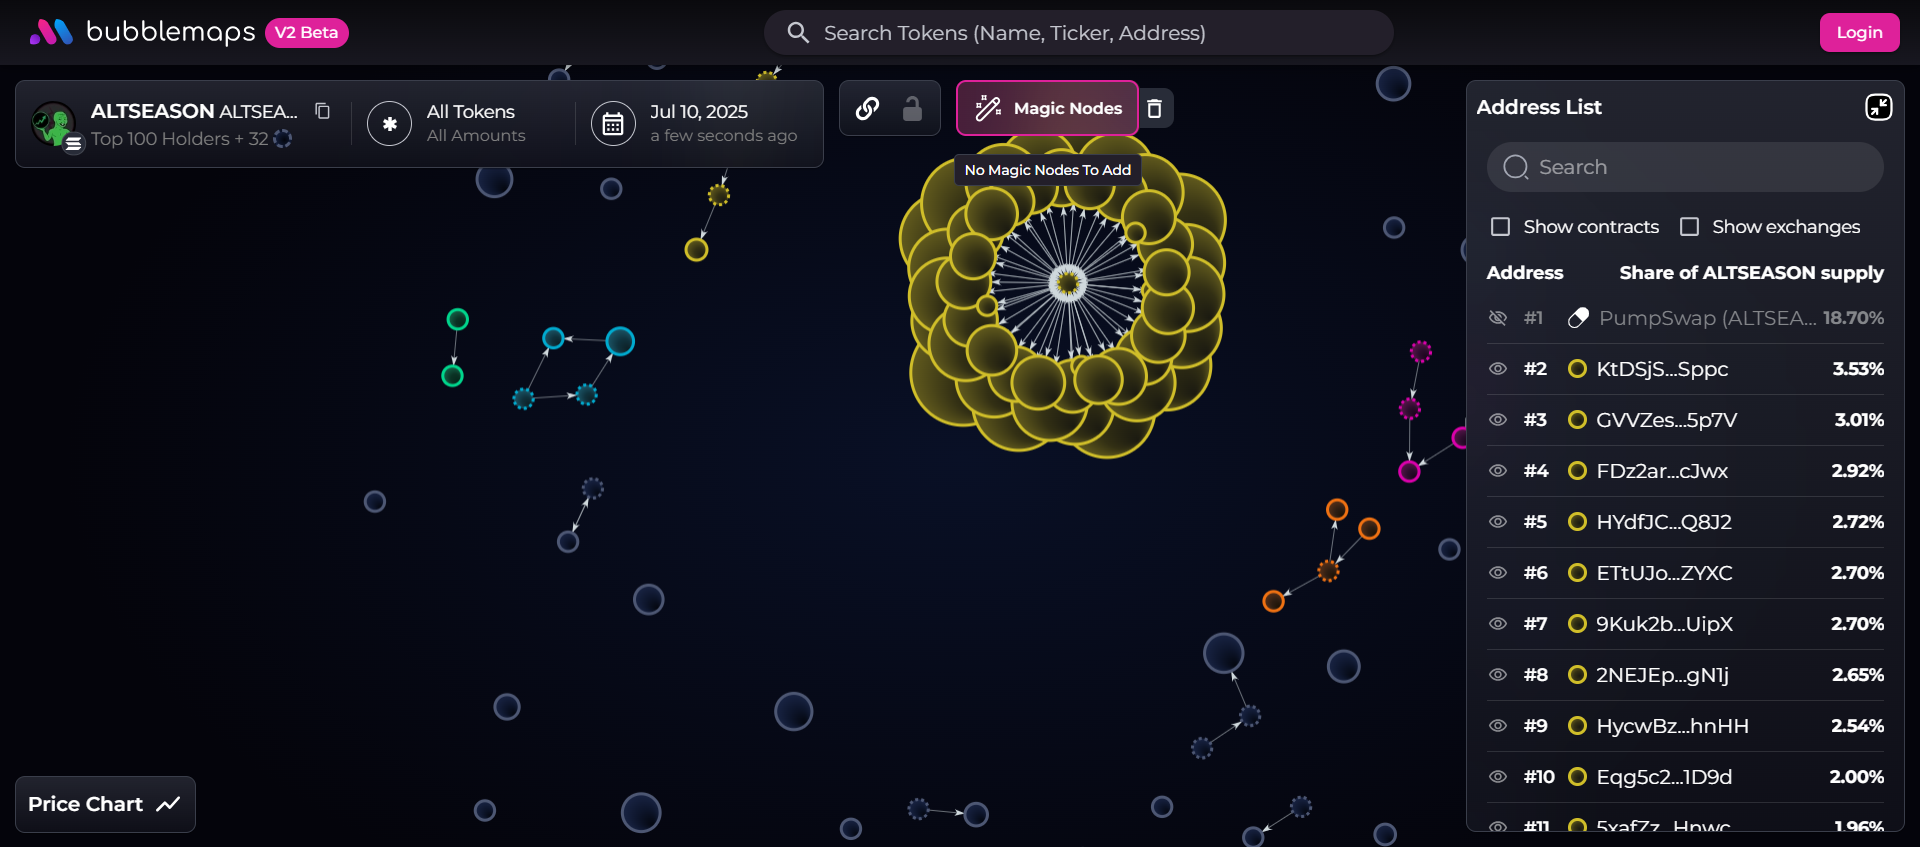 bubblemaps V2 Beta
Search Tokens (Name, Ticker, Address)
Login
ALTSEASON ALTSEA...
Top 100 Holders + 32
All Tokens
All Amounts
Jul 10, 2025
a few seconds ago
Magic Nodes
No Magic Nodes To Add
Address List
Search
Show contracts Show exchanges
Address Share of ALTSEASON supply
#1 PumpSwap (ALTSEA... 18.70%
#2 KtDSjS...Sppc 3.53%
#3 GVVZes...5p7V 3.01%
#4 FDz2ar...cJwx 2.92%
#5 HYdfJC...Q8J2 2.72%
#6 ETtUJo...ZYXC 2.70%
#7 9Kuk2b...UipX 2.70%
#8 2NEJEp...gN1j 2.65%
#9 HycwBz...hnHH 2.54%
#10 Eqg5c2...1D9d 2.00%
#11 5xafZz...Hnwc 1.96%
Price Chart